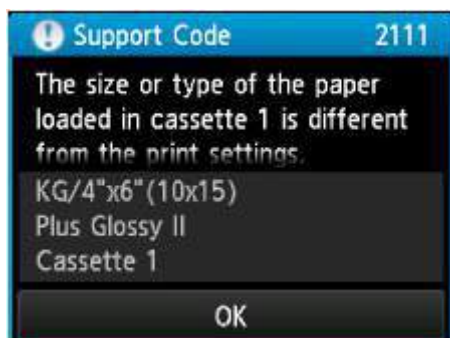 Support Code 2111
The size or type of the paper
loaded in cassette 1 is different
from the print settings.
KG/4"x6"(10x15)
Plus Glossy II
Cassette 1
OK